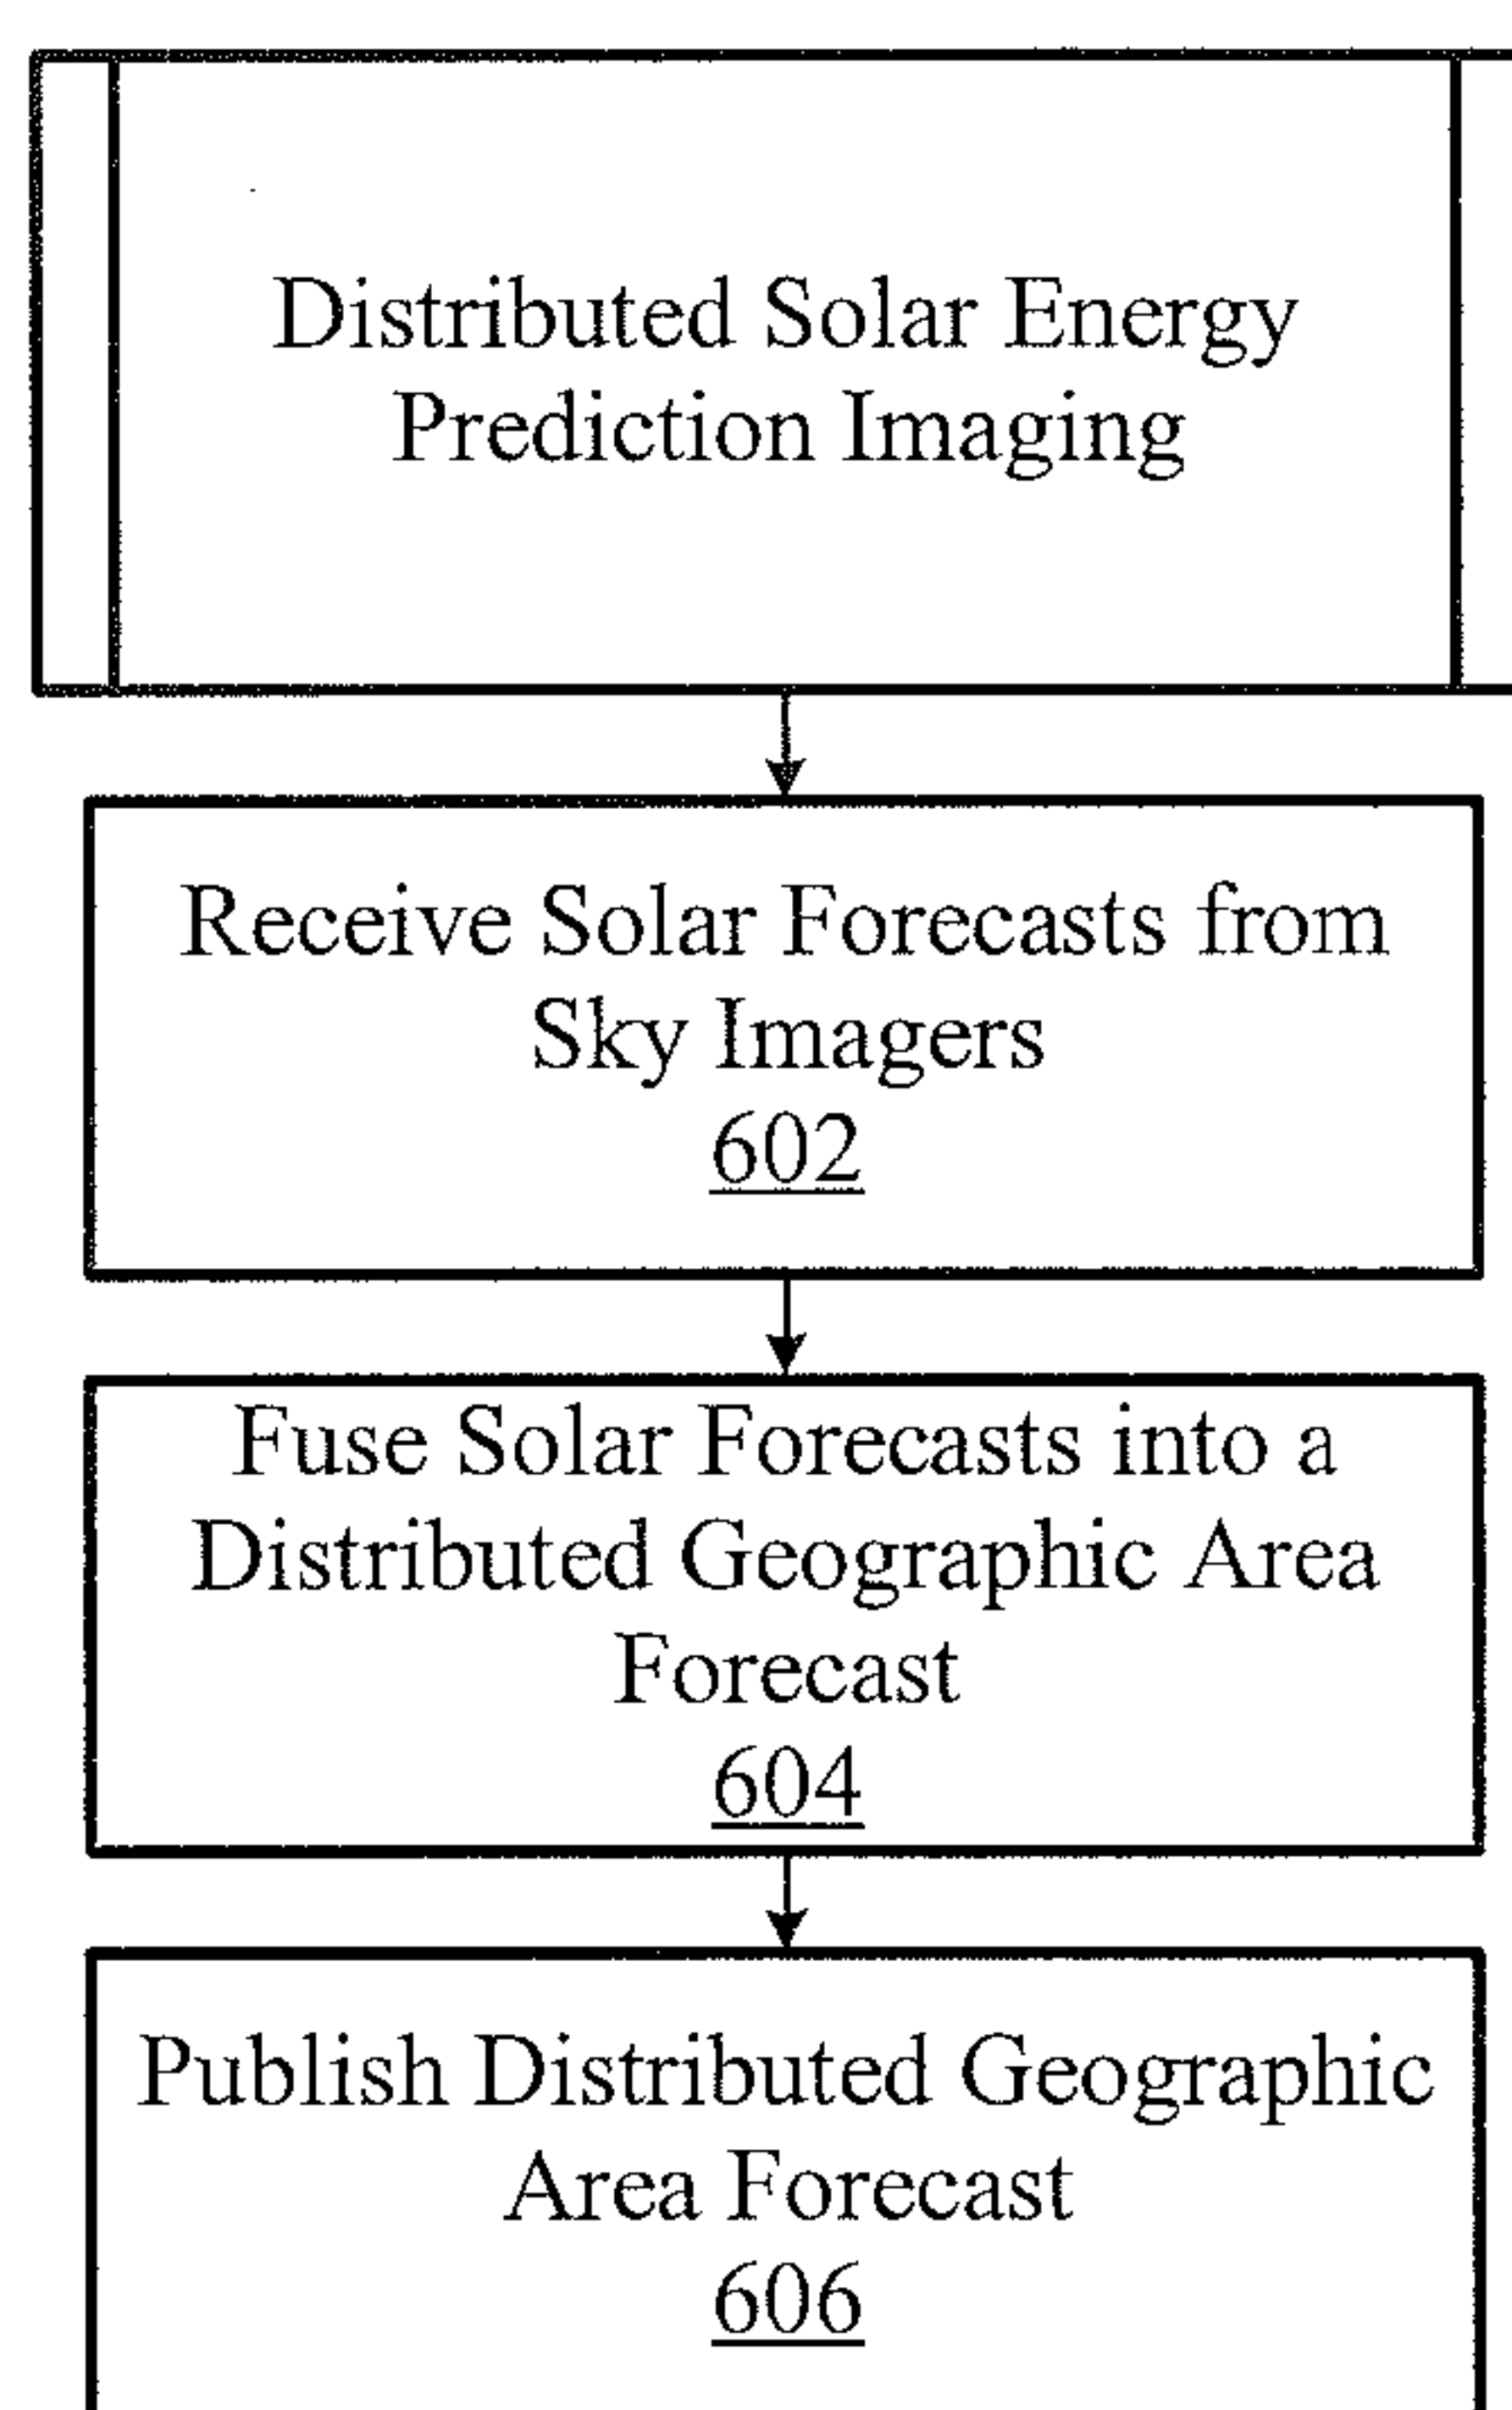 Distributed Solar Energy
Prediction Imaging
Receive Solar Forecasts from
Sky Imagers
602
Fuse Solar Forecasts into a
Distributed Geographic Area
Forecast
604
Publish Distributed Geographic
Area Forecast
606